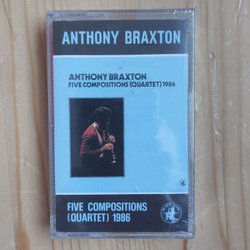 ANTHONY BRAXTON
ANTHONY BRAXTON
FIVE COMPOSITIONS (QUARTET) 1986
FIVE COMPOSITIONS
(QUARTET) 1986